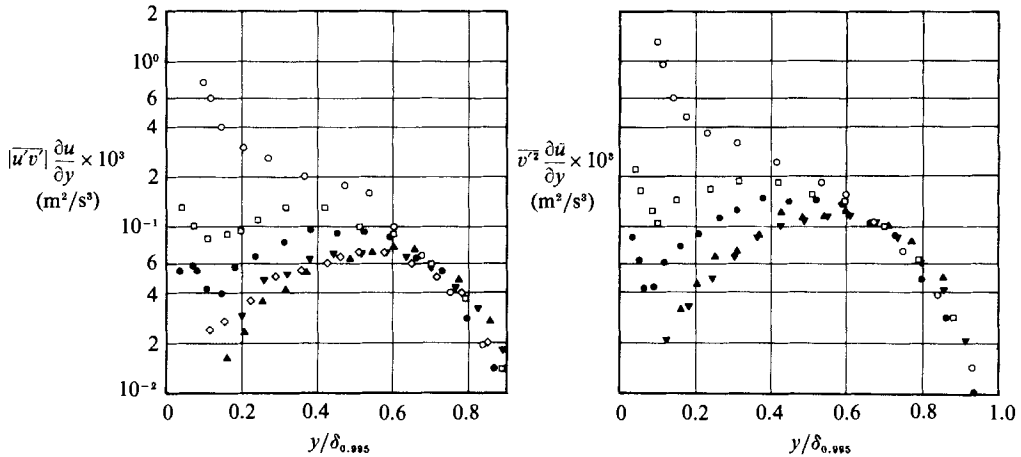 2
10⁰
6
4
2
10⁻¹
6
4
2
10⁻²
|u′v′| ∂u/∂y × 10³
(m²/s³)
0 0.2 0.4 0.6 0.8
y/δ₀.₉₉₅
v′² ∂ū/∂y × 10³
(m²/s³)
0 0.2 0.4 0.6 0.8 1.0
y/δ₀.₉₉₅